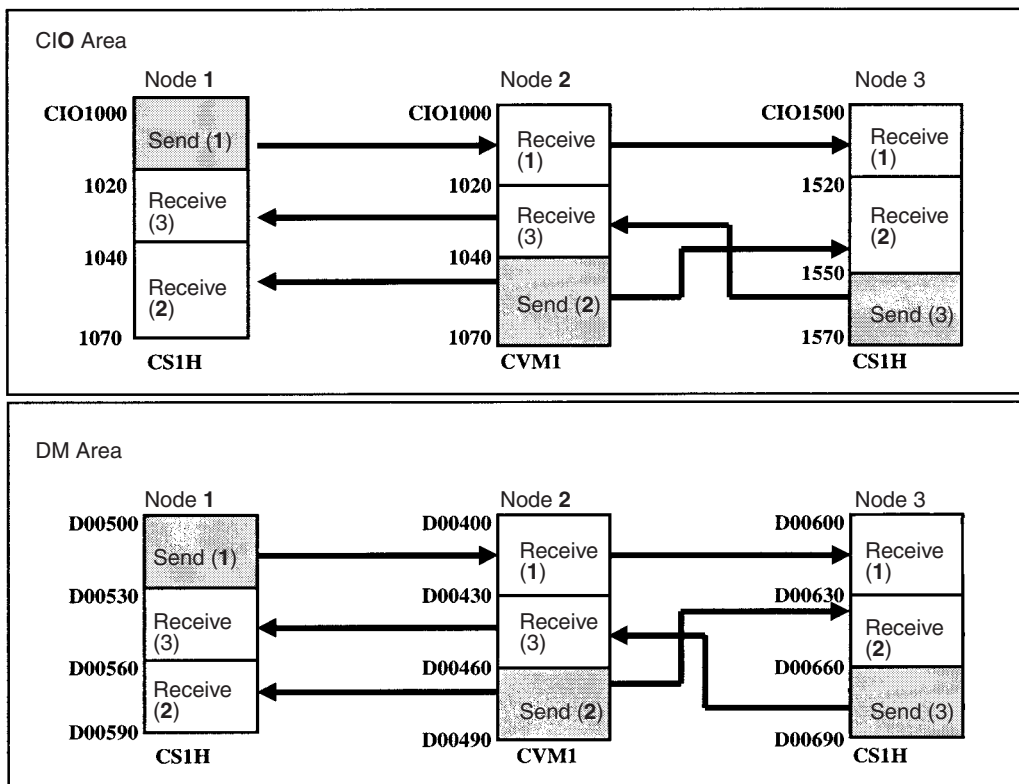 CIO Area
Node 1
Node 2
Node 3
CIO1000
Send (1)
1020
Receive
(3)
1040
Receive
(2)
1070
CS1H
CIO1000
Receive
(1)
1020
Receive
(3)
1040
Send (2)
1070
CVM1
CIO1500
Receive
(1)
1520
Receive
(2)
1550
Send (3)
1570
CS1H
DM Area
Node 1
Node 2
Node 3
D00500
Send (1)
D00530
Receive
(3)
D00560
Receive
(2)
D00590
CS1H
D00400
Receive
(1)
D00430
Receive
(3)
D00460
Send (2)
D00490
CVM1
D00600
Receive
(1)
D00630
Receive
(2)
D00660
Send (3)
D00690
CS1H